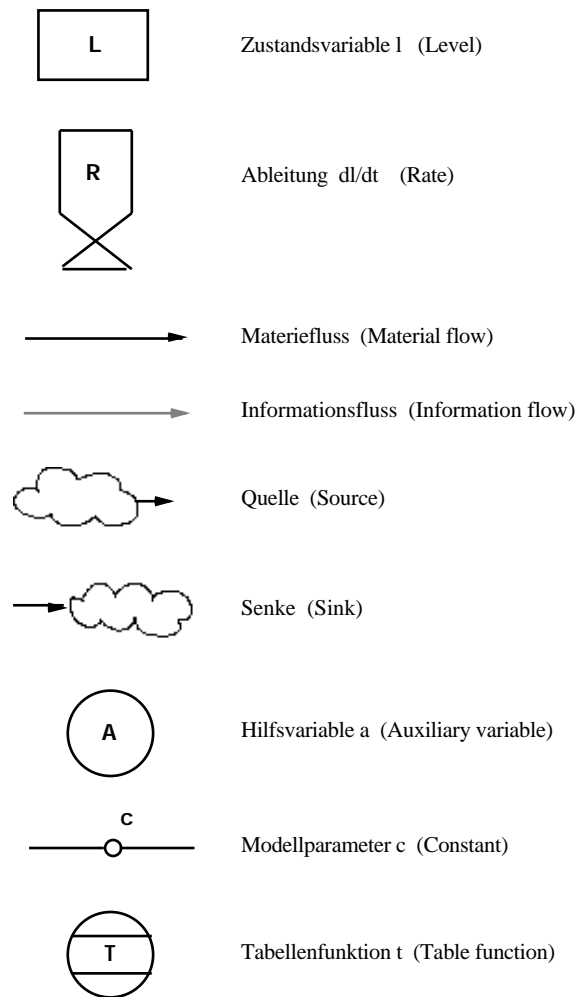 L Zustandsvariable l (Level)
R Ableitung dl/dt (Rate)
Materiefluss (Material flow)
Informationsfluss (Information flow)
Quelle (Source)
Senke (Sink)
A Hilfsvariable a (Auxiliary variable)
C
Modellparameter c (Constant)
T Tabellenfunktion t (Table function)